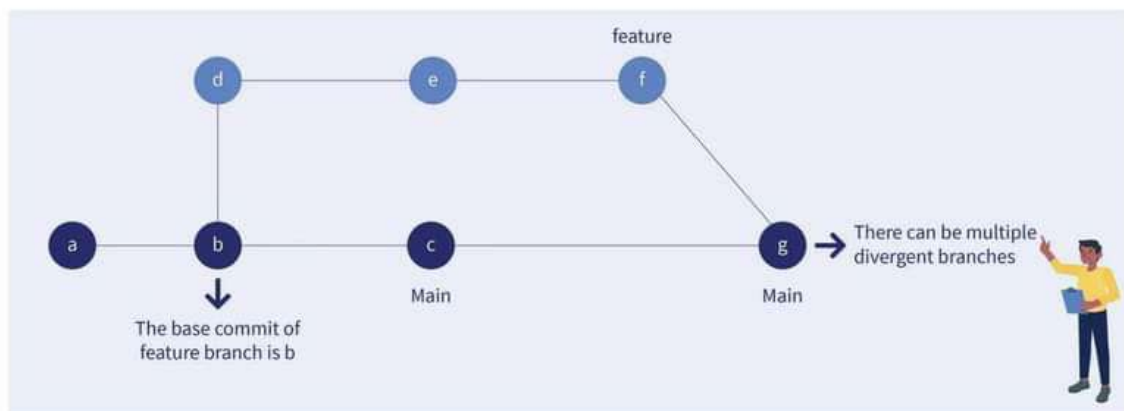 feature
d
e
f
a
b
c
g
There can be multiple
divergent branches
Main
Main
The base commit of
feature branch is b